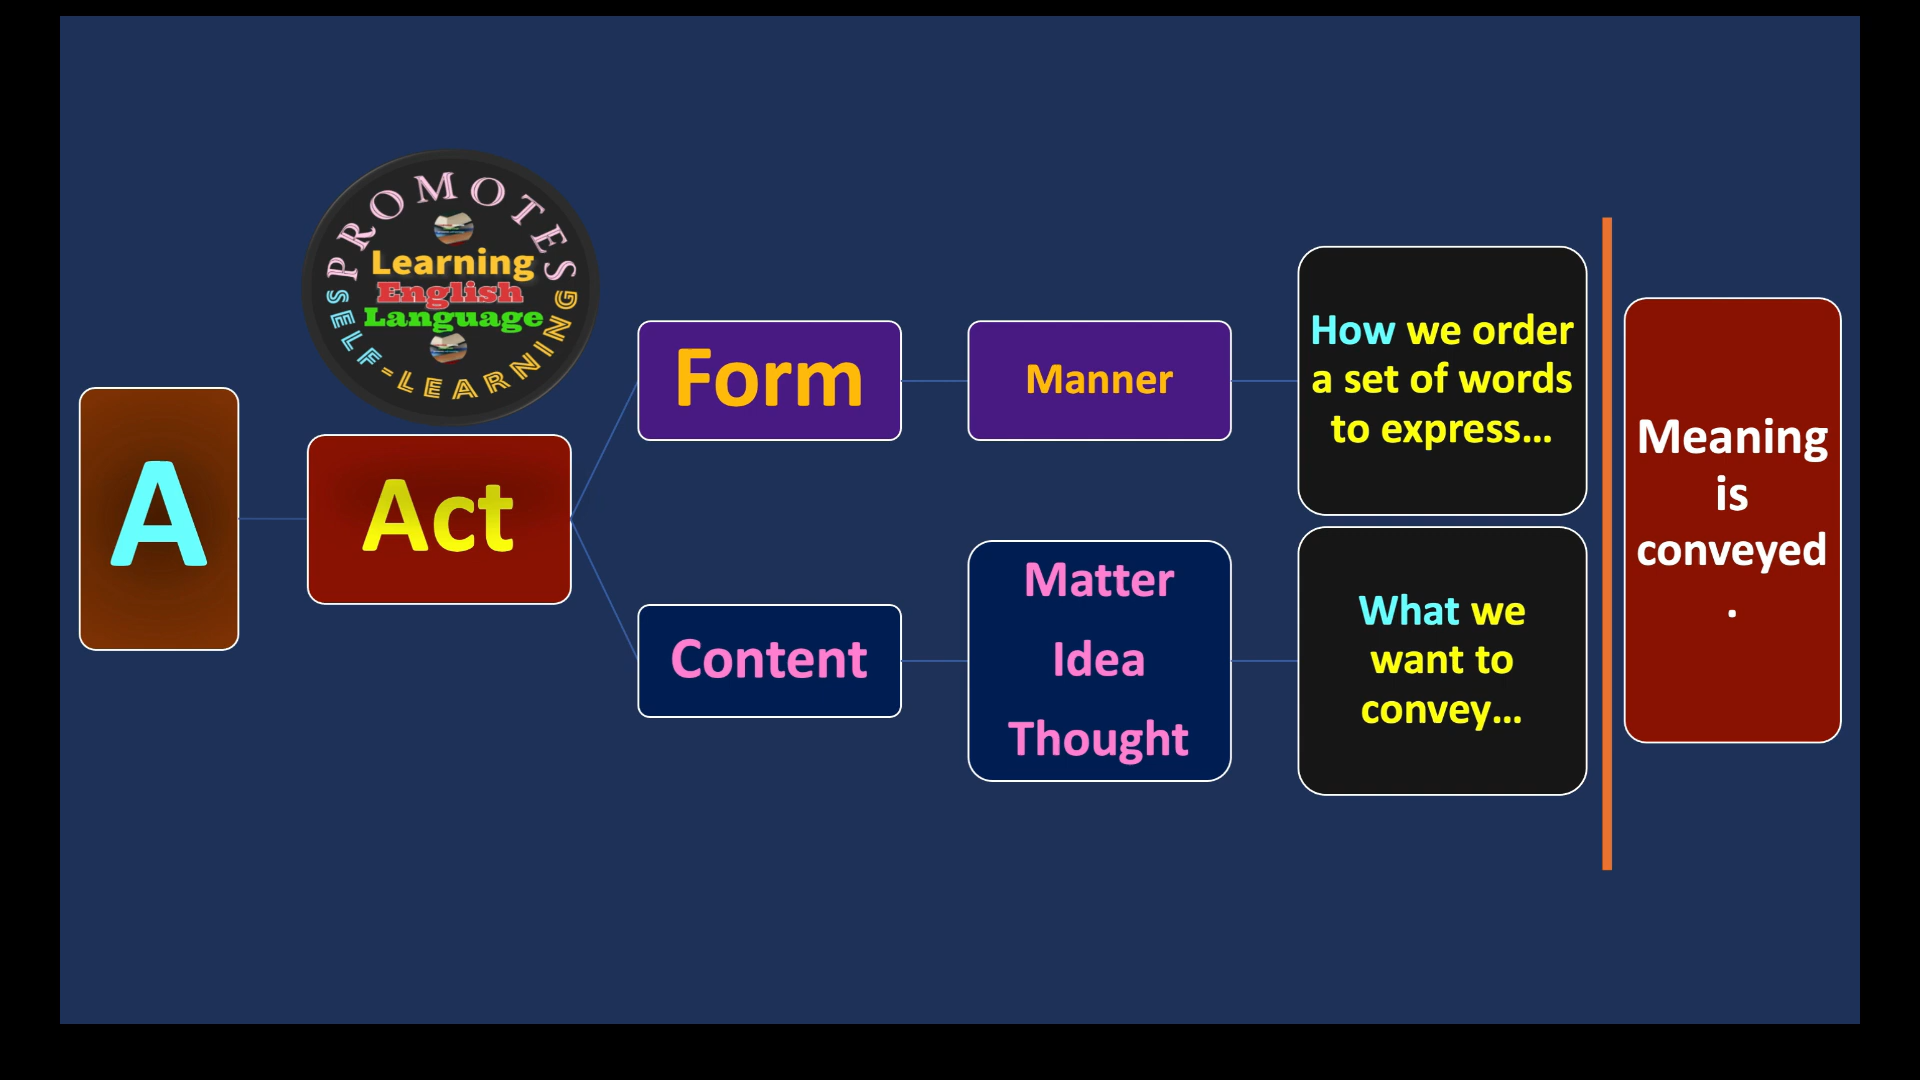 PROMOTES
Learning
English
Language
SELF-LEARNING
A
Act
Form
Manner
How we order
a set of words
to express...
Content
Matter
Idea
Thought
What we
want to
convey...
Meaning
is
conveyed
.